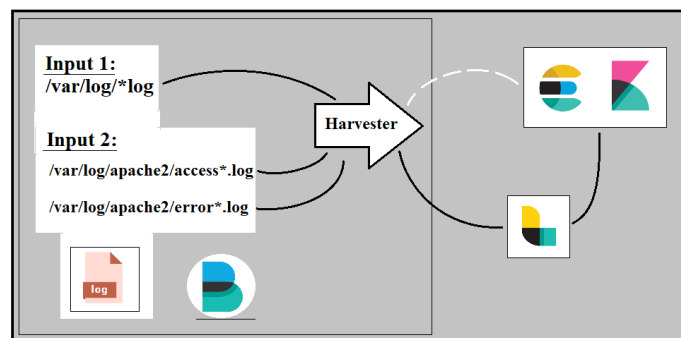 Input 1:
/var/log/*log
Input 2:
/var/log/apache2/access*.log
/var/log/apache2/error*.log
Harvester
log